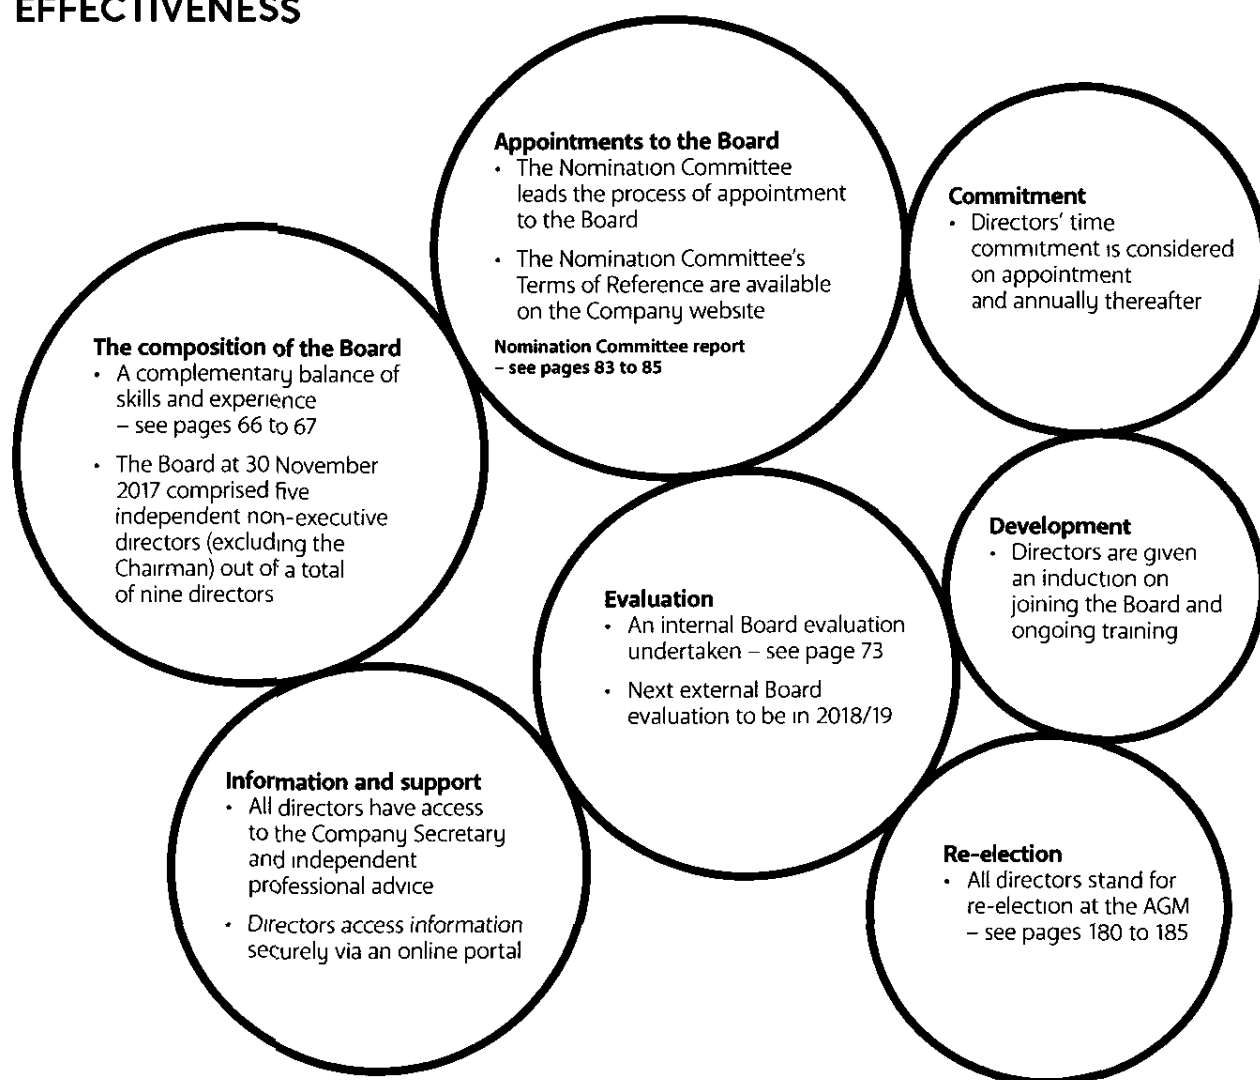 EFFECTIVENESS
Appointments to the Board
• The Nomination Committee
leads the process of appointment
to the Board
• The Nomination Committee's
Terms of Reference are available
on the Company website
Nomination Committee report
– see pages 83 to 85
Commitment
• Directors' time
commitment is considered
on appointment
and annually thereafter
The composition of the Board
• A complementary balance of
skills and experience
– see pages 66 to 67
• The Board at 30 November
2017 comprised five
independent non-executive
directors (excluding the
Chairman) out of a total
of nine directors
Development
• Directors are given
an induction on
joining the Board and
ongoing training
Evaluation
• An internal Board evaluation
undertaken – see page 73
• Next external Board
evaluation to be in 2018/19
Information and support
• All directors have access
to the Company Secretary
and independent
professional advice
• Directors access information
securely via an online portal
Re-election
• All directors stand for
re-election at the AGM
– see pages 180 to 185